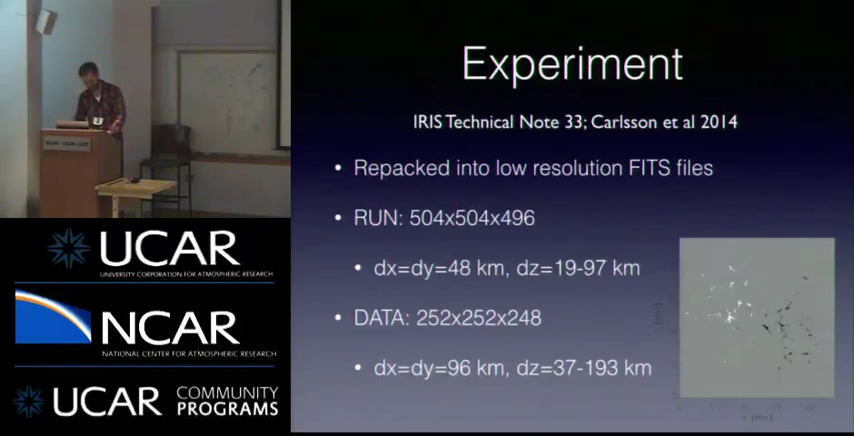 Experiment
IRIS Technical Note 33; Carlsson et al 2014
• Repacked into low resolution FITS files
• RUN: 504x504x496
• dx=dy=48 km, dz=19-97 km
• DATA: 252x252x248
• dx=dy=96 km, dz=37-193 km
UCAR
UNIVERSITY CORPORATION FOR ATMOSPHERIC RESEARCH
NCAR
NATIONAL CENTER FOR ATMOSPHERIC RESEARCH
UCAR COMMUNITY
PROGRAMS